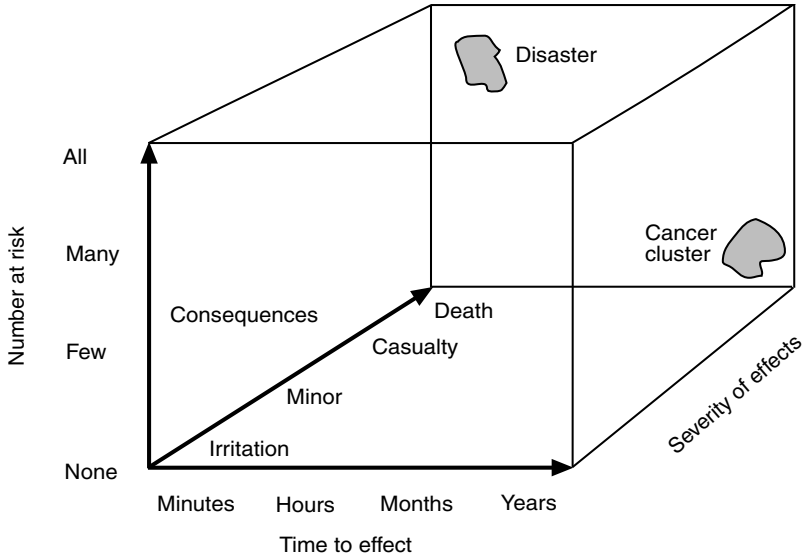 Disaster
All
Number at risk
Many
Cancer
cluster
Consequences
Death
Few
Casualty
Minor
Severity of effects
Irritation
None
Minutes
Hours
Months
Years
Time to effect